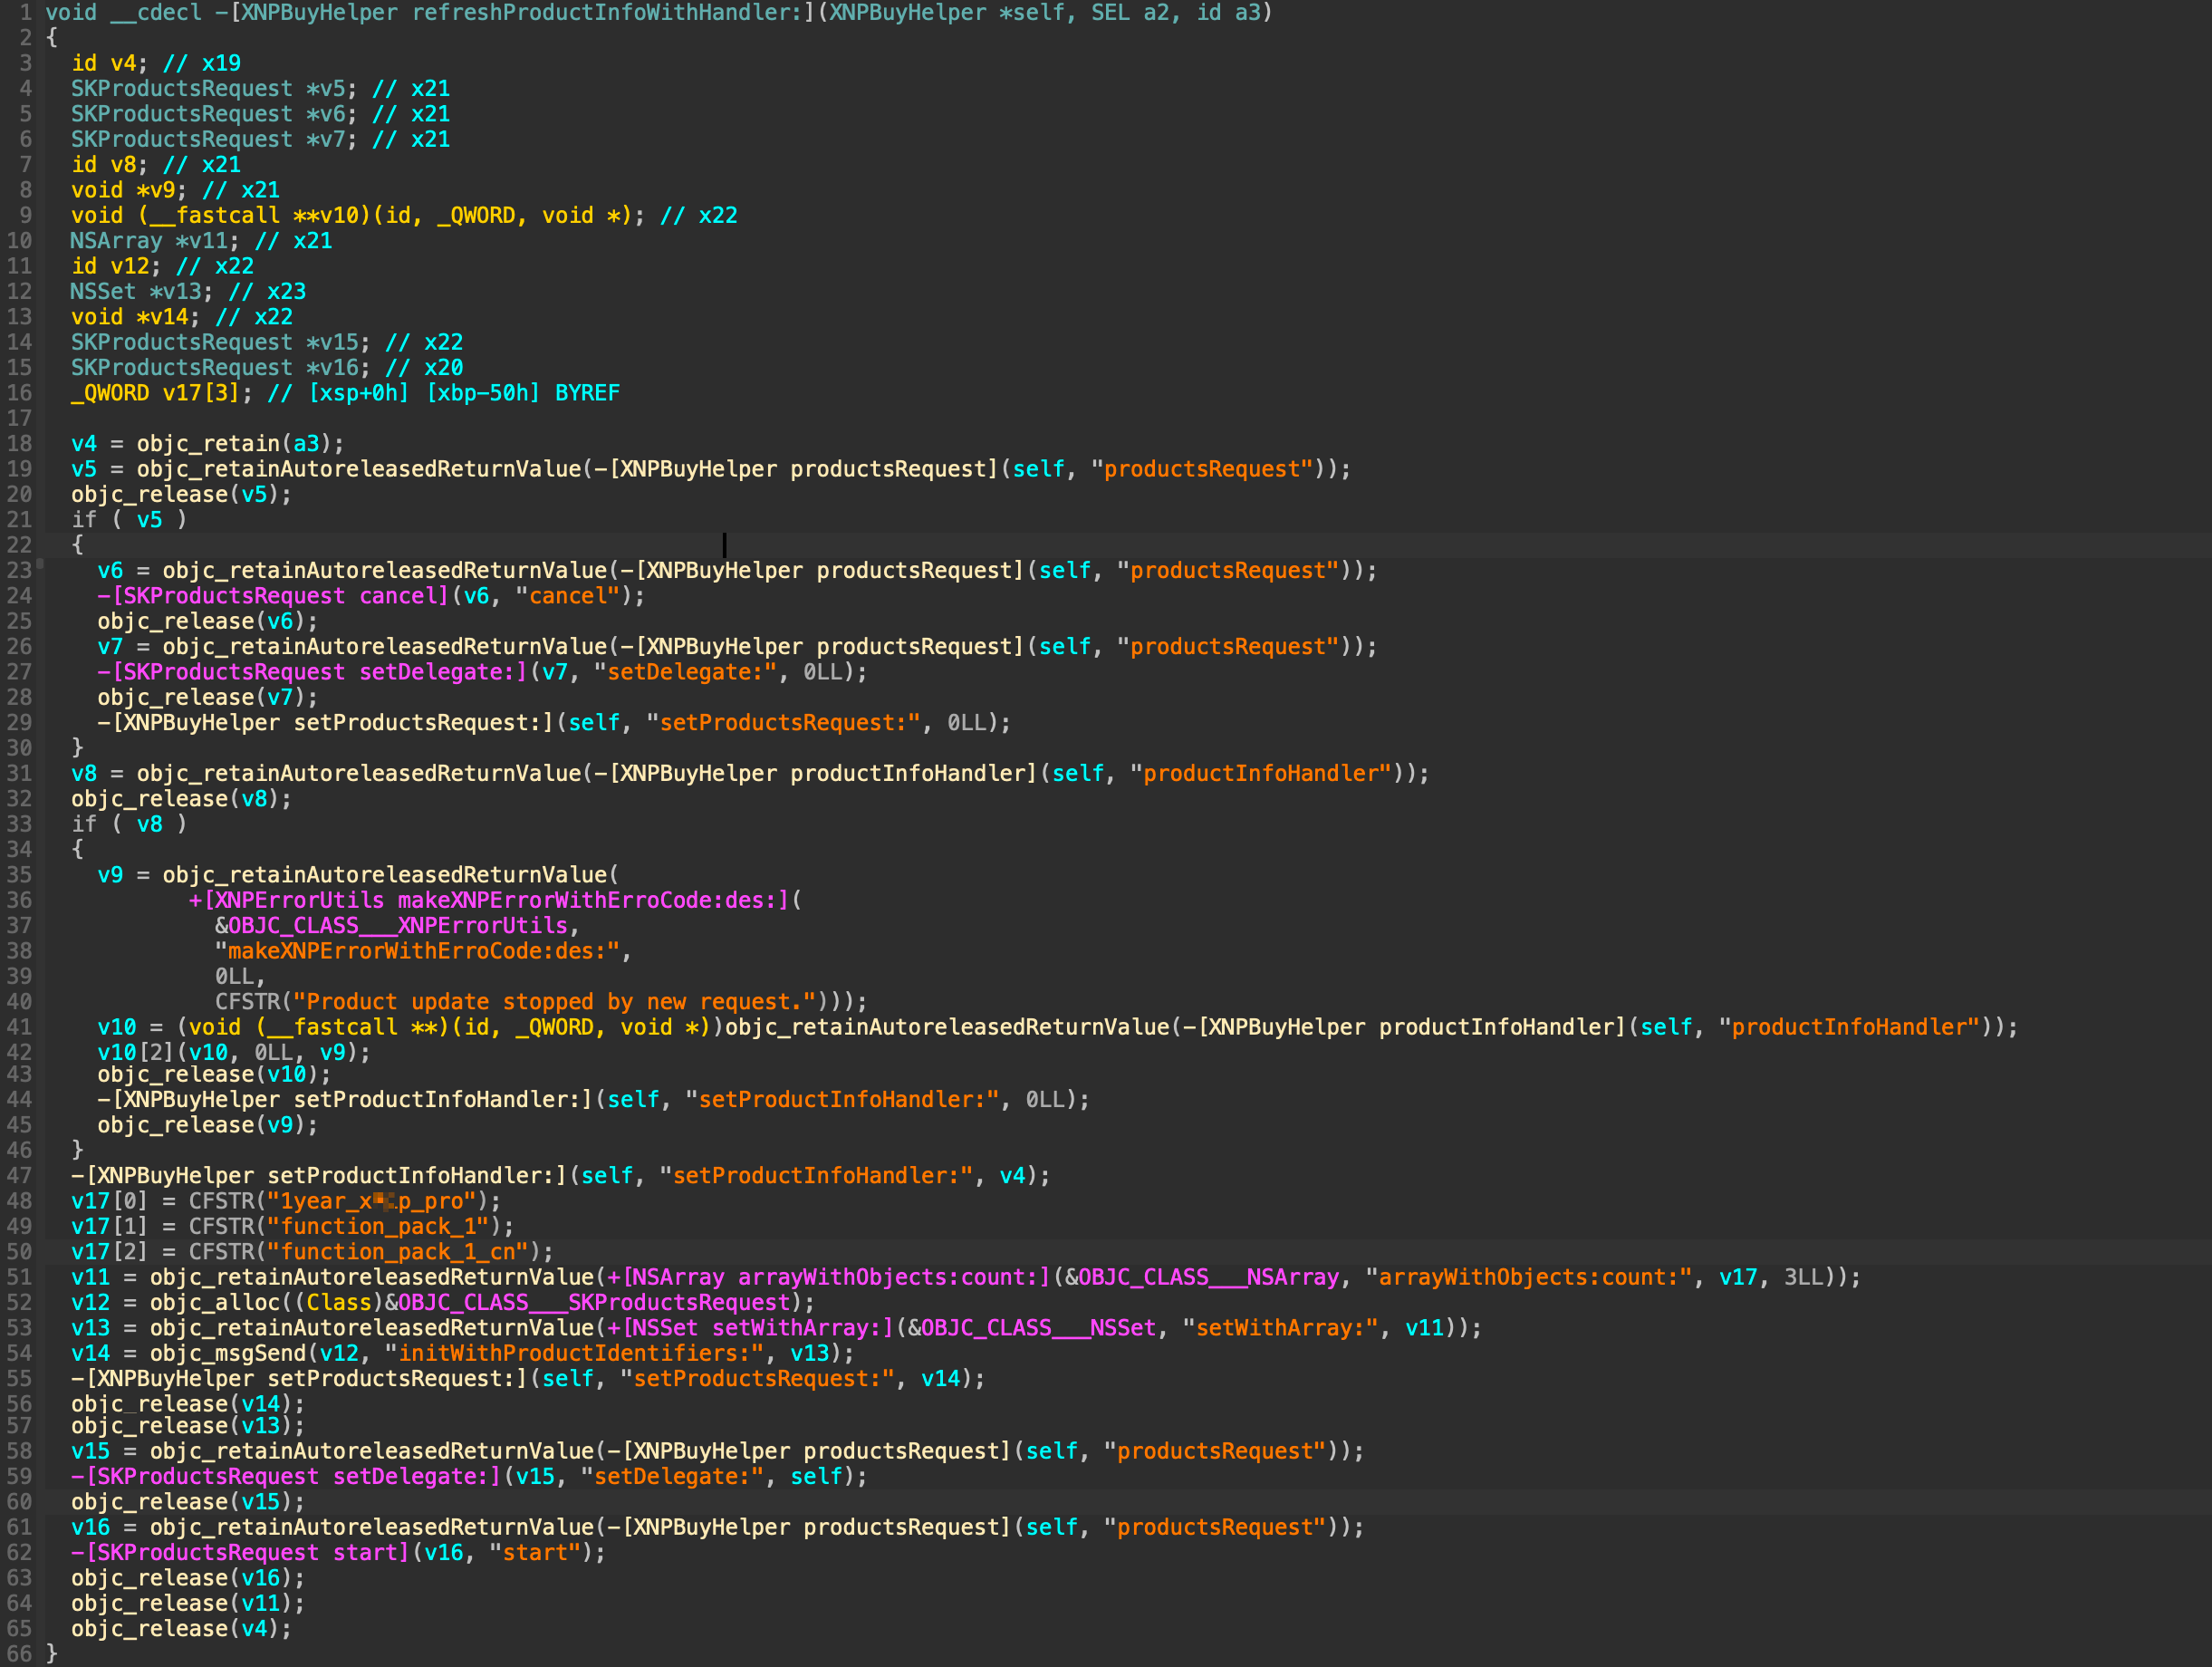 1 void __cdecl -[XNPBuyHelper refreshProductInfoWithHandler:](XNPBuyHelper *self, SEL a2, id a3)
2 {
3 id v4; // x19
4 SKProductsRequest *v5; // x21
5 SKProductsRequest *v6; // x21
6 SKProductsRequest *v7; // x21
7 id v8; // x21
8 void *v9; // x21
9 void (__fastcall **v10)(id, _QWORD, void *); // x22
10 NSArray *v11; // x21
11 id v12; // x22
12 NSSet *v13; // x23
13 void *v14; // x22
14 SKProductsRequest *v15; // x22
15 SKProductsRequest *v16; // x20
16 _QWORD v17[3]; // [xsp+0h] [xbp-50h] BYREF
17
18 v4 = objc_retain(a3);
19 v5 = objc_retainAutoreleasedReturnValue(-[XNPBuyHelper productsRequest](self, "productsRequest"));
20 objc_release(v5);
21 if ( v5 )
22 {
23 v6 = objc_retainAutoreleasedReturnValue(-[XNPBuyHelper productsRequest](self, "productsRequest"));
24 -[SKProductsRequest cancel](v6, "cancel");
25 objc_release(v6);
26 v7 = objc_retainAutoreleasedReturnValue(-[XNPBuyHelper productsRequest](self, "productsRequest"));
27 -[SKProductsRequest setDelegate:](v7, "setDelegate:", 0LL);
28 objc_release(v7);
29 -[XNPBuyHelper setProductsRequest:](self, "setProductsRequest:", 0LL);
30 }
31 v8 = objc_retainAutoreleasedReturnValue(-[XNPBuyHelper productInfoHandler](self, "productInfoHandler"));
32 objc_release(v8);
33 if ( v8 )
34 {
35 v9 = objc_retainAutoreleasedReturnValue(
36 +[XNPErrorUtils makeXNPErrorWithErroCode:des:](
37 &OBJC_CLASS___XNPErrorUtils,
38 "makeXNPErrorWithErroCode:des:",
39 0LL,
40 CFSTR("Product update stopped by new request.")));
41 v10 = (void (__fastcall **)(id, _QWORD, void *))objc_retainAutoreleasedReturnValue(-[XNPBuyHelper productInfoHandler](self, "productInfoHandler"));
42 v10[2](v10, 0LL, v9);
43 objc_release(v10);
44 -[XNPBuyHelper setProductInfoHandler:](self, "setProductInfoHandler:", 0LL);
45 objc_release(v9);
46 }
47 -[XNPBuyHelper setProductInfoHandler:](self, "setProductInfoHandler:", v4);
48 v17[0] = CFSTR(
49 v17[1] = CFSTR("function_pack_1");
50 v17[2] = CFSTR("function_pack_1_cn");
51 v11 = objc_retainAutoreleasedReturnValue(+[NSArray arrayWithObjects:count:](&OBJC_CLASS___NSArray, "arrayWithObjects:count:", v17, 3LL));
52 v12 = objc_alloc((Class)&OBJC_CLASS___SKProductsRequest);
53 v13 = objc_retainAutoreleasedReturnValue(+[NSSet setWithArray:](&OBJC_CLASS___NSSet, "setWithArray:", v11));
54 v14 = objc_msgSend(v12, "initWithProductIdentifiers:", v13);
55 -[XNPBuyHelper setProductsRequest:](self, "setProductsRequest:", v14);
56 objc_release(v14);
57 objc_release(v13);
58 v15 = objc_retainAutoreleasedReturnValue(-[XNPBuyHelper productsRequest](self, "productsRequest"));
59 -[SKProductsRequest setDelegate:](v15, "setDelegate:", self);
60 objc_release(v15);
61 v16 = objc_retainAutoreleasedReturnValue(-[XNPBuyHelper productsRequest](self, "productsRequest"));
62 -[SKProductsRequest start](v16, "start");
63 objc_release(v16);
64 objc_release(v11);
65 objc_release(v4);
66 }